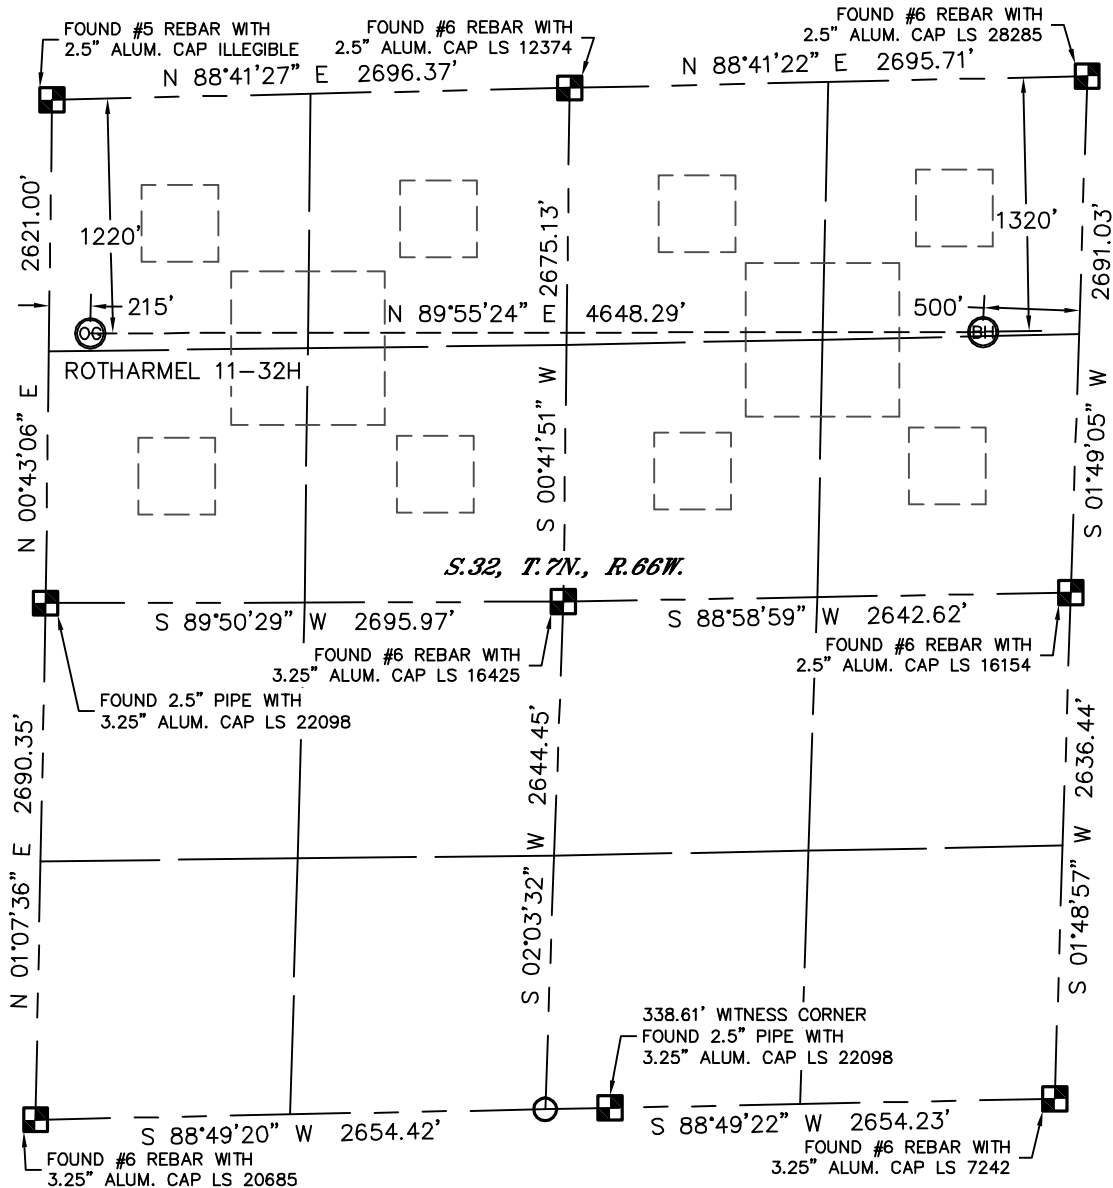 FOUND #5 REBAR WITH
2.5" ALUM. CAP ILLEGIBLE
FOUND #6 REBAR WITH
2.5" ALUM. CAP LS 12374
FOUND #6 REBAR WITH
2.5" ALUM. CAP LS 28285
N 88°41'27" E 2696.37'
N 88°41'22" E 2695.71'
2621.00'
1220'
2675.13'
1320'
2691.03'
215'
OG
N 89°55'24" E 4648.29'
500'
BH
ROTHARMEL 11-32H
N 00°43'06" E
S 00°41'51" W
S 01°49'05" W
S.32, T.7N., R.66W.
S 89°50'29" W 2695.97'
S 88°58'59" W 2642.62'
FOUND #6 REBAR WITH
3.25" ALUM. CAP LS 16425
FOUND #6 REBAR WITH
2.5" ALUM. CAP LS 16154
FOUND 2.5" PIPE WITH
3.25" ALUM. CAP LS 22098
N 01°07'36" E 2690.35'
S 02°03'32" W 2644.45'
S 01°48'57" W 2636.44'
338.61' WITNESS CORNER
FOUND 2.5" PIPE WITH
3.25" ALUM. CAP LS 22098
S 88°49'20" W 2654.42'
S 88°49'22" W 2654.23'
FOUND #6 REBAR WITH
3.25" ALUM. CAP LS 20685
FOUND #6 REBAR WITH
3.25" ALUM. CAP LS 7242